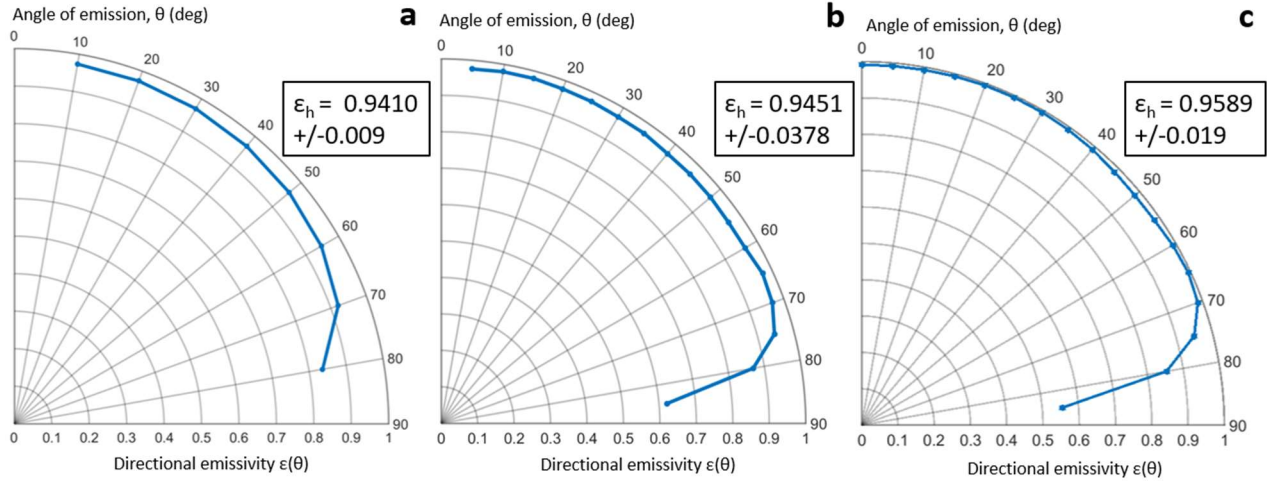 Angle of emission, θ (deg)
a
0
10
20
30
40
50
60
70
80
90
εh = 0.9410
+/-0.009
0 0.1 0.2 0.3 0.4 0.5 0.6 0.7 0.8 0.9 1
Directional emissivity ε(θ)
Angle of emission, θ (deg)
b
0
10
20
30
40
50
60
70
80
90
εh = 0.9451
+/-0.0378
0 0.1 0.2 0.3 0.4 0.5 0.6 0.7 0.8 0.9 1
Directional emissivity ε(θ)
Angle of emission, θ (deg)
c
0
10
20
30
40
50
60
70
80
90
εh = 0.9589
+/-0.019
0 0.1 0.2 0.3 0.4 0.5 0.6 0.7 0.8 0.9 1
Directional emissivity ε(θ)